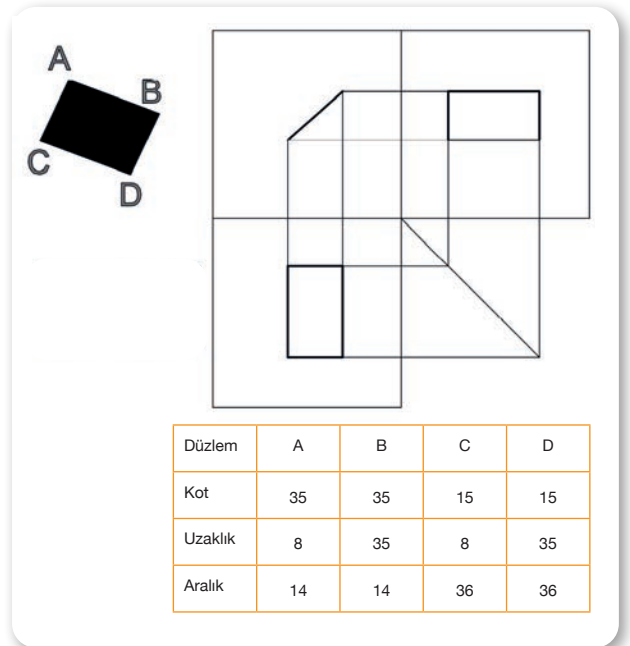 A
B
C
D
Düzlem A B C D
Kot 35 35 15 15
Uzaklık 8 35 8 35
Aralık 14 14 36 36